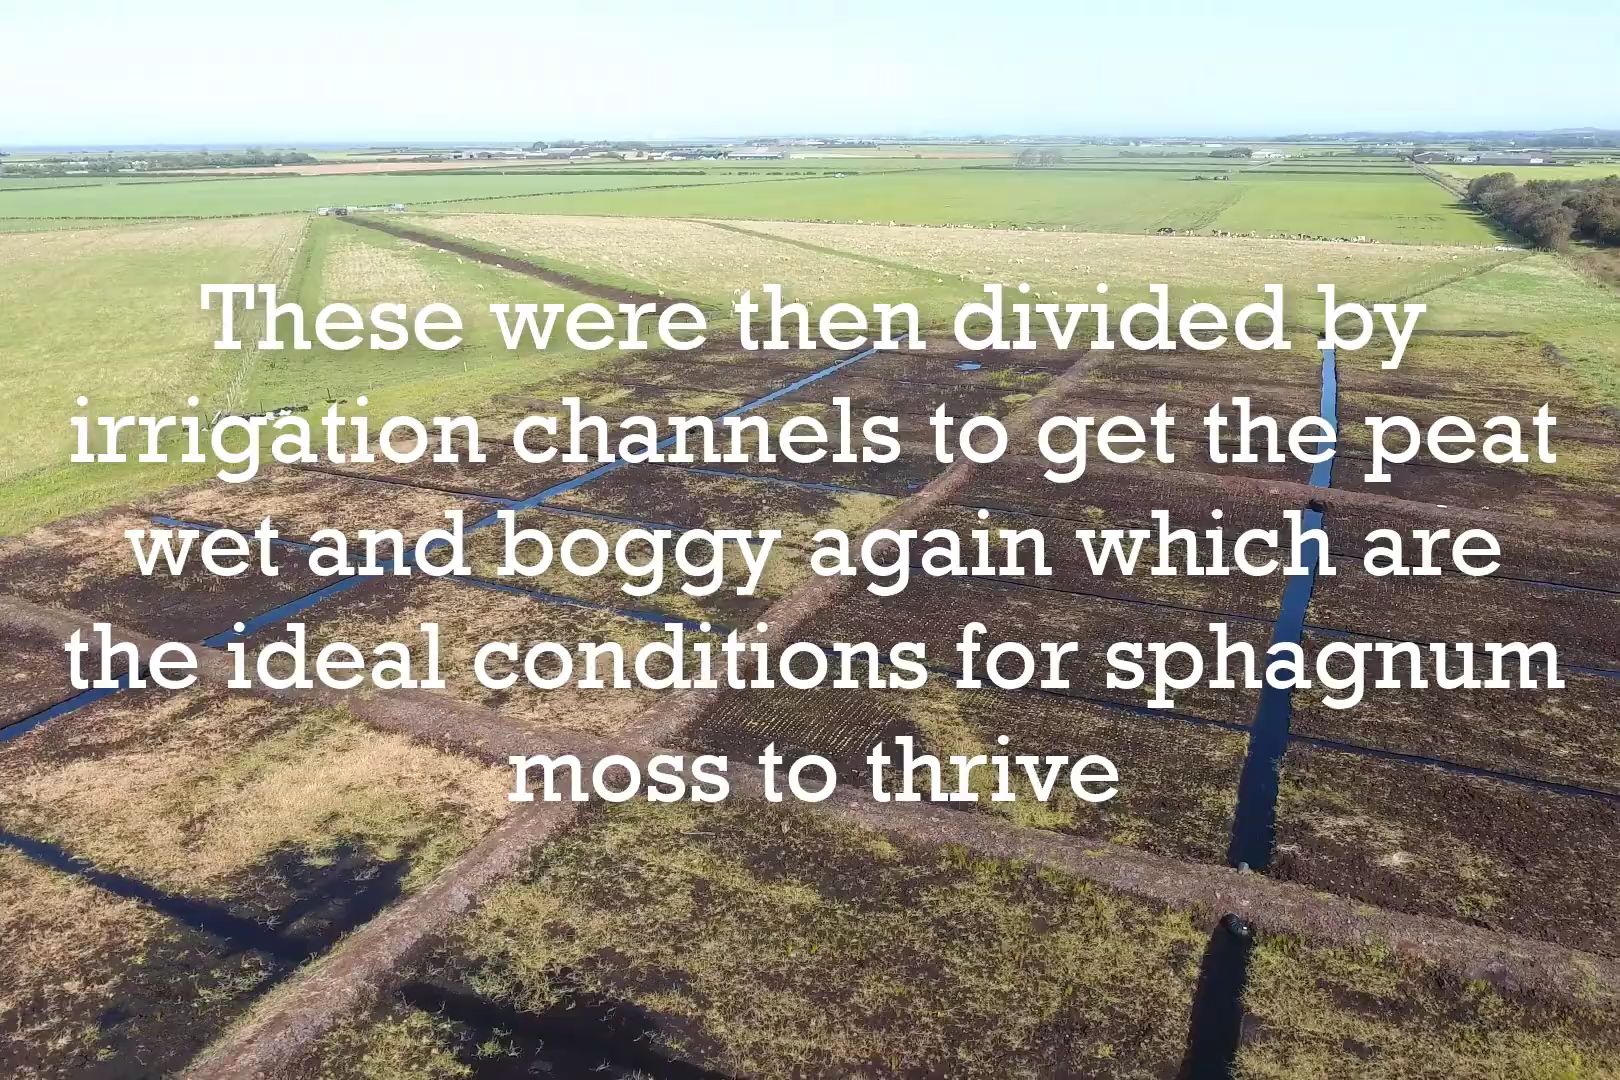 These were then divided by
irrigation channels to get the peat
wet and boggy again which are
the ideal conditions for sphagnum
moss to thrive